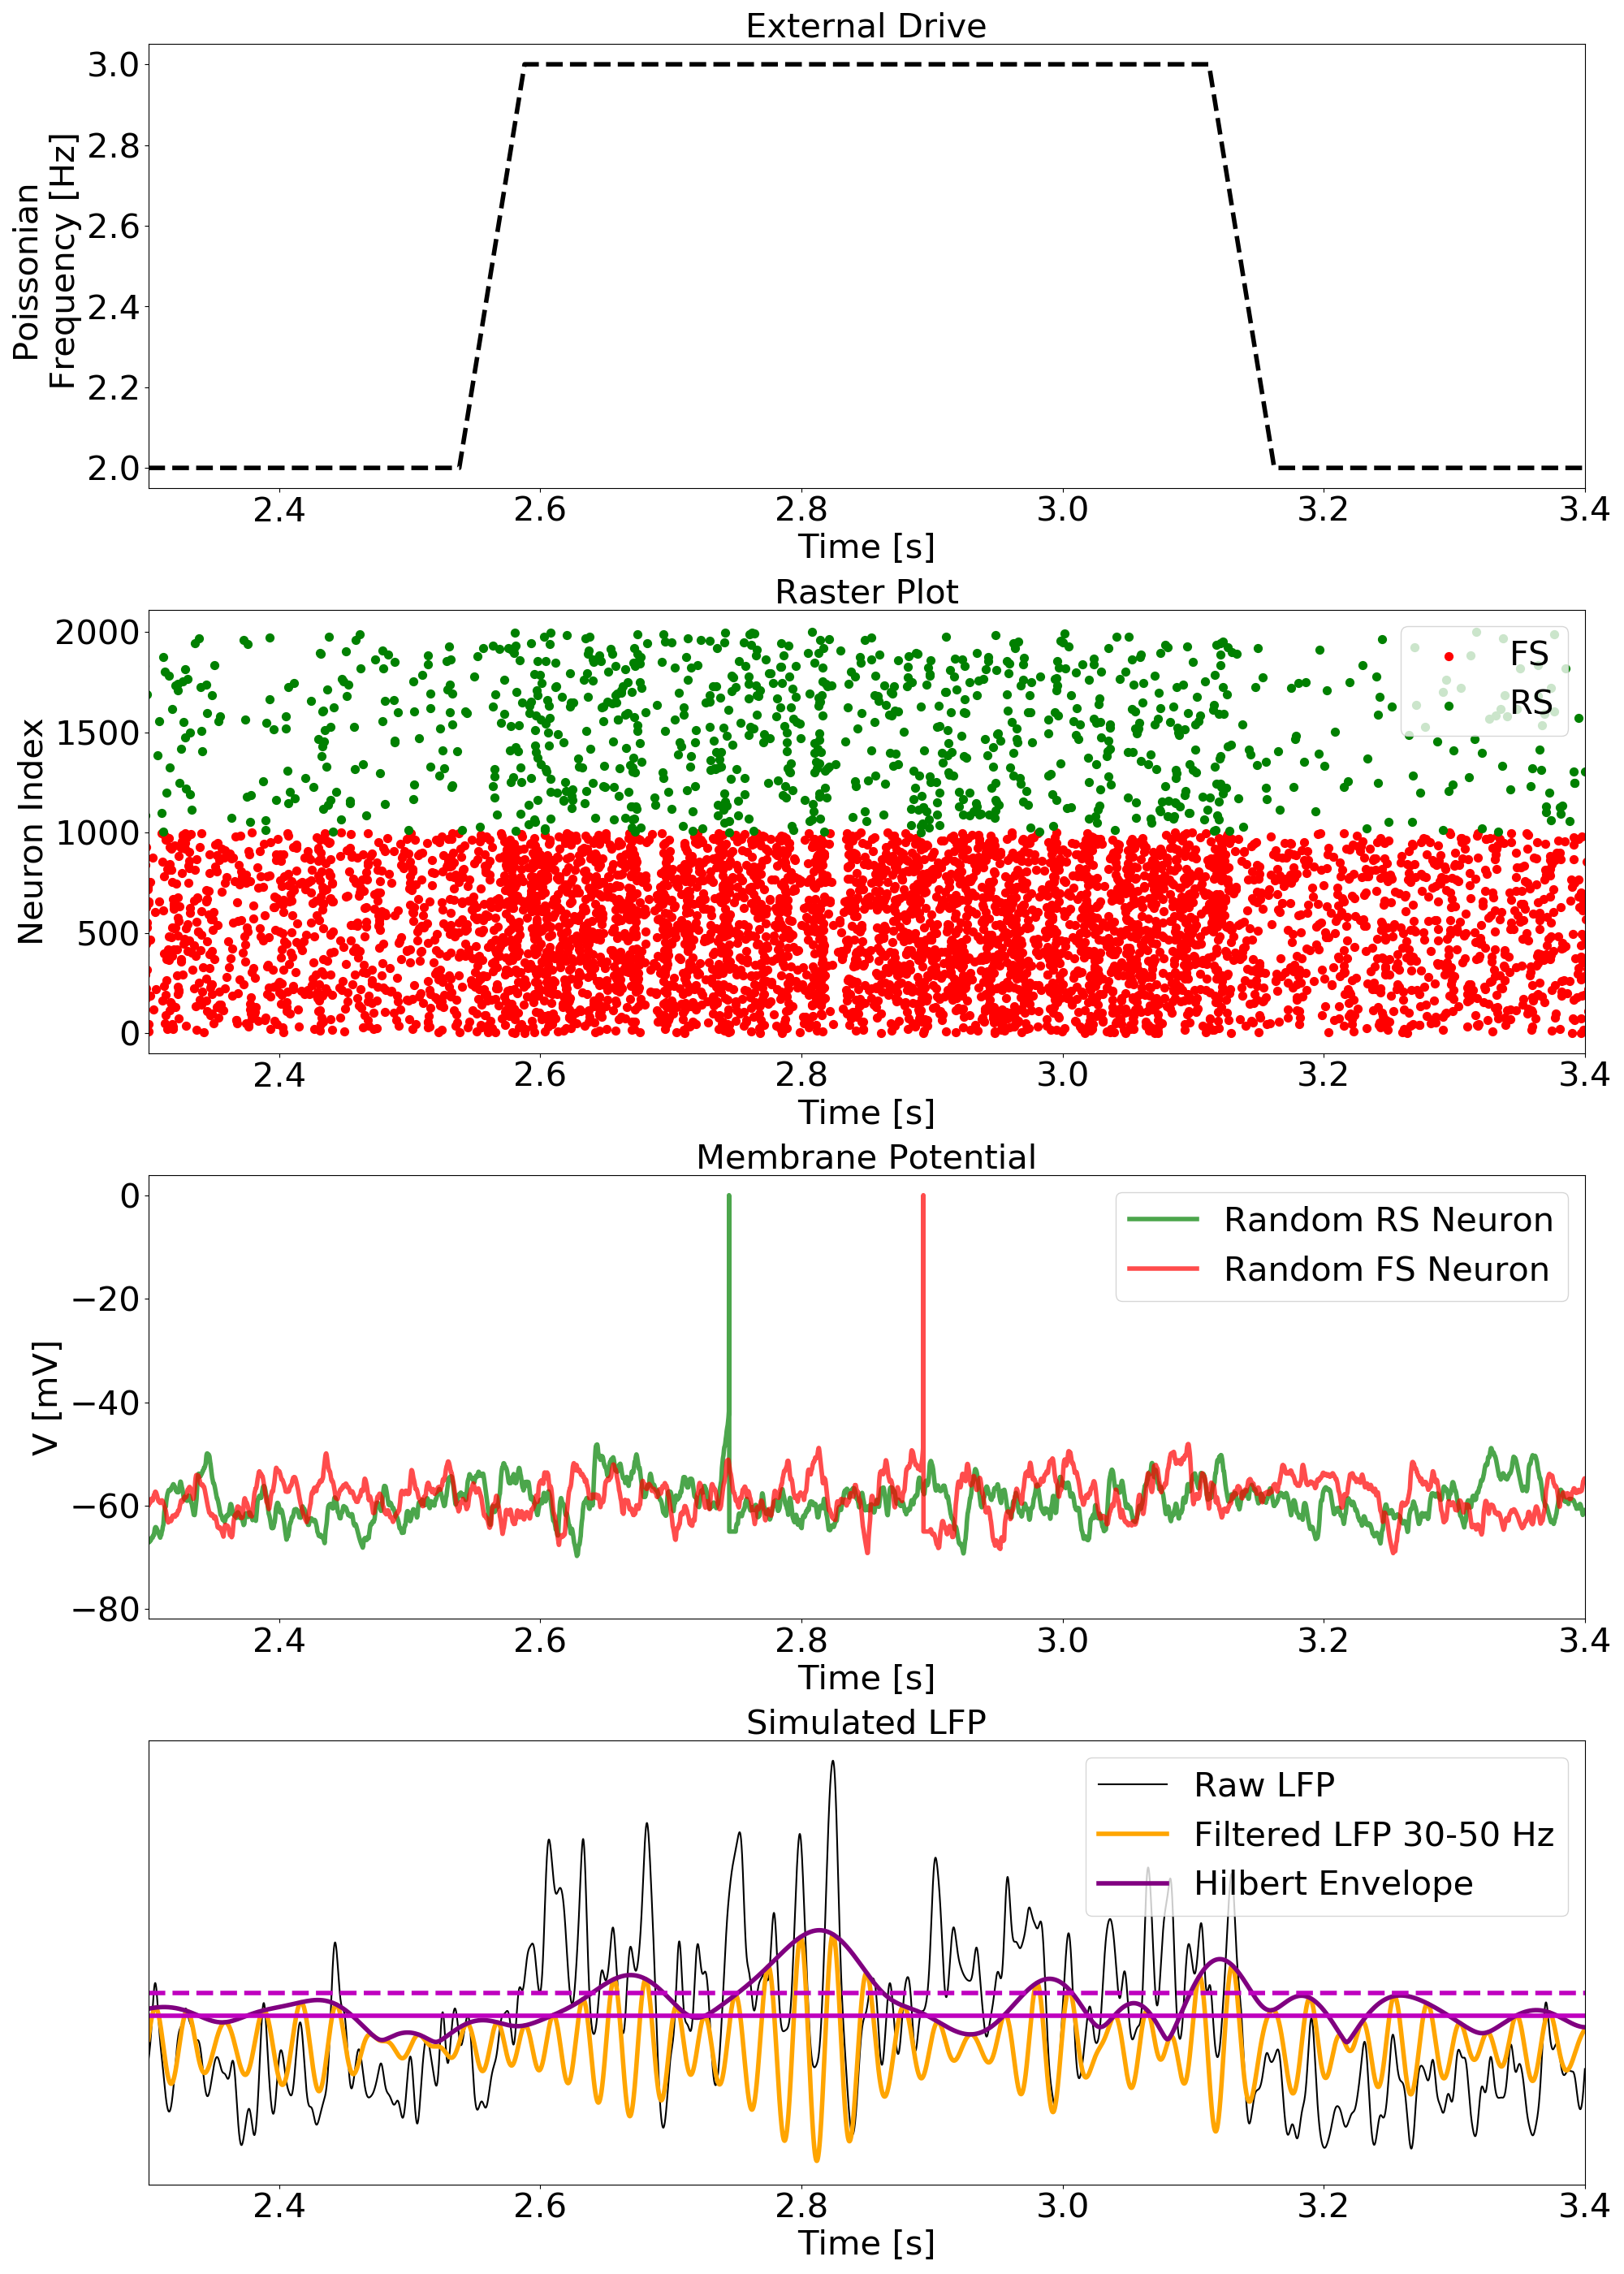 External Drive
3.0
2.8
2.6
2.4
2.2
2.0
Poissonian
Frequency [Hz]
2.4 2.6 2.8 3.0 3.2 3.4
Time [s]
Raster Plot
2000
1500
1000
500
0
Neuron Index
FS
RS
2.4 2.6 2.8 3.0 3.2 3.4
Time [s]
Membrane Potential
0
−20
−40
−60
−80
V [mV]
Random RS Neuron
Random FS Neuron
2.4 2.6 2.8 3.0 3.2 3.4
Time [s]
Simulated LFP
Raw LFP
Filtered LFP 30-50 Hz
Hilbert Envelope
2.4 2.6 2.8 3.0 3.2 3.4
Time [s]